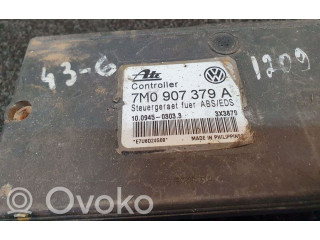 43-6
Ate
1209
Controller
7M0 907 379 A
Steuergeraet fuer ABS/EDS
10.0945-0303.3 3X3879
MADE IN PHILIPPINES
OVOKO